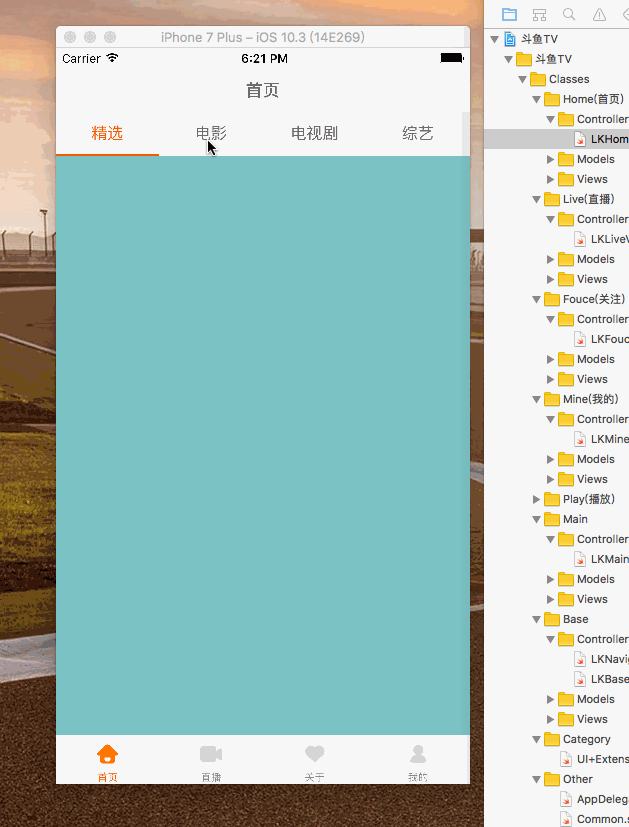 iPhone 7 Plus – iOS 10.3 (14E269)
Carrier 6:21 PM
首页
精选 电影 电视剧 综艺
首页 直播 关于 我的
斗鱼TV
斗鱼TV
Classes
Home(首页)
Controller
LKHom
Models
Views
Live(直播)
Controller
LKLiveV
Models
Views
Fouce(关注)
Controller
LKFouc
Models
Views
Mine(我的)
Controller
LKMine
Models
Views
Play(播放)
Main
Controller
LKMain
Models
Views
Base
Controller
LKNavig
LKBase
Models
Views
Category
UI+Extens
Other
AppDeleg
Common.s